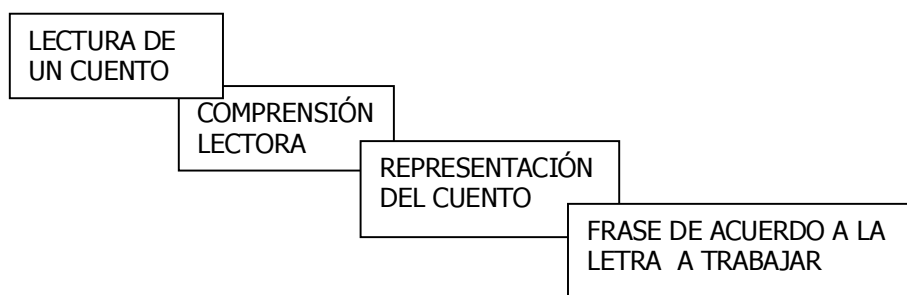 LECTURA DE
UN CUENTO
COMPRENSIÓN
LECTORA
REPRESENTACIÓN
DEL CUENTO
FRASE DE ACUERDO A LA
LETRA A TRABAJAR